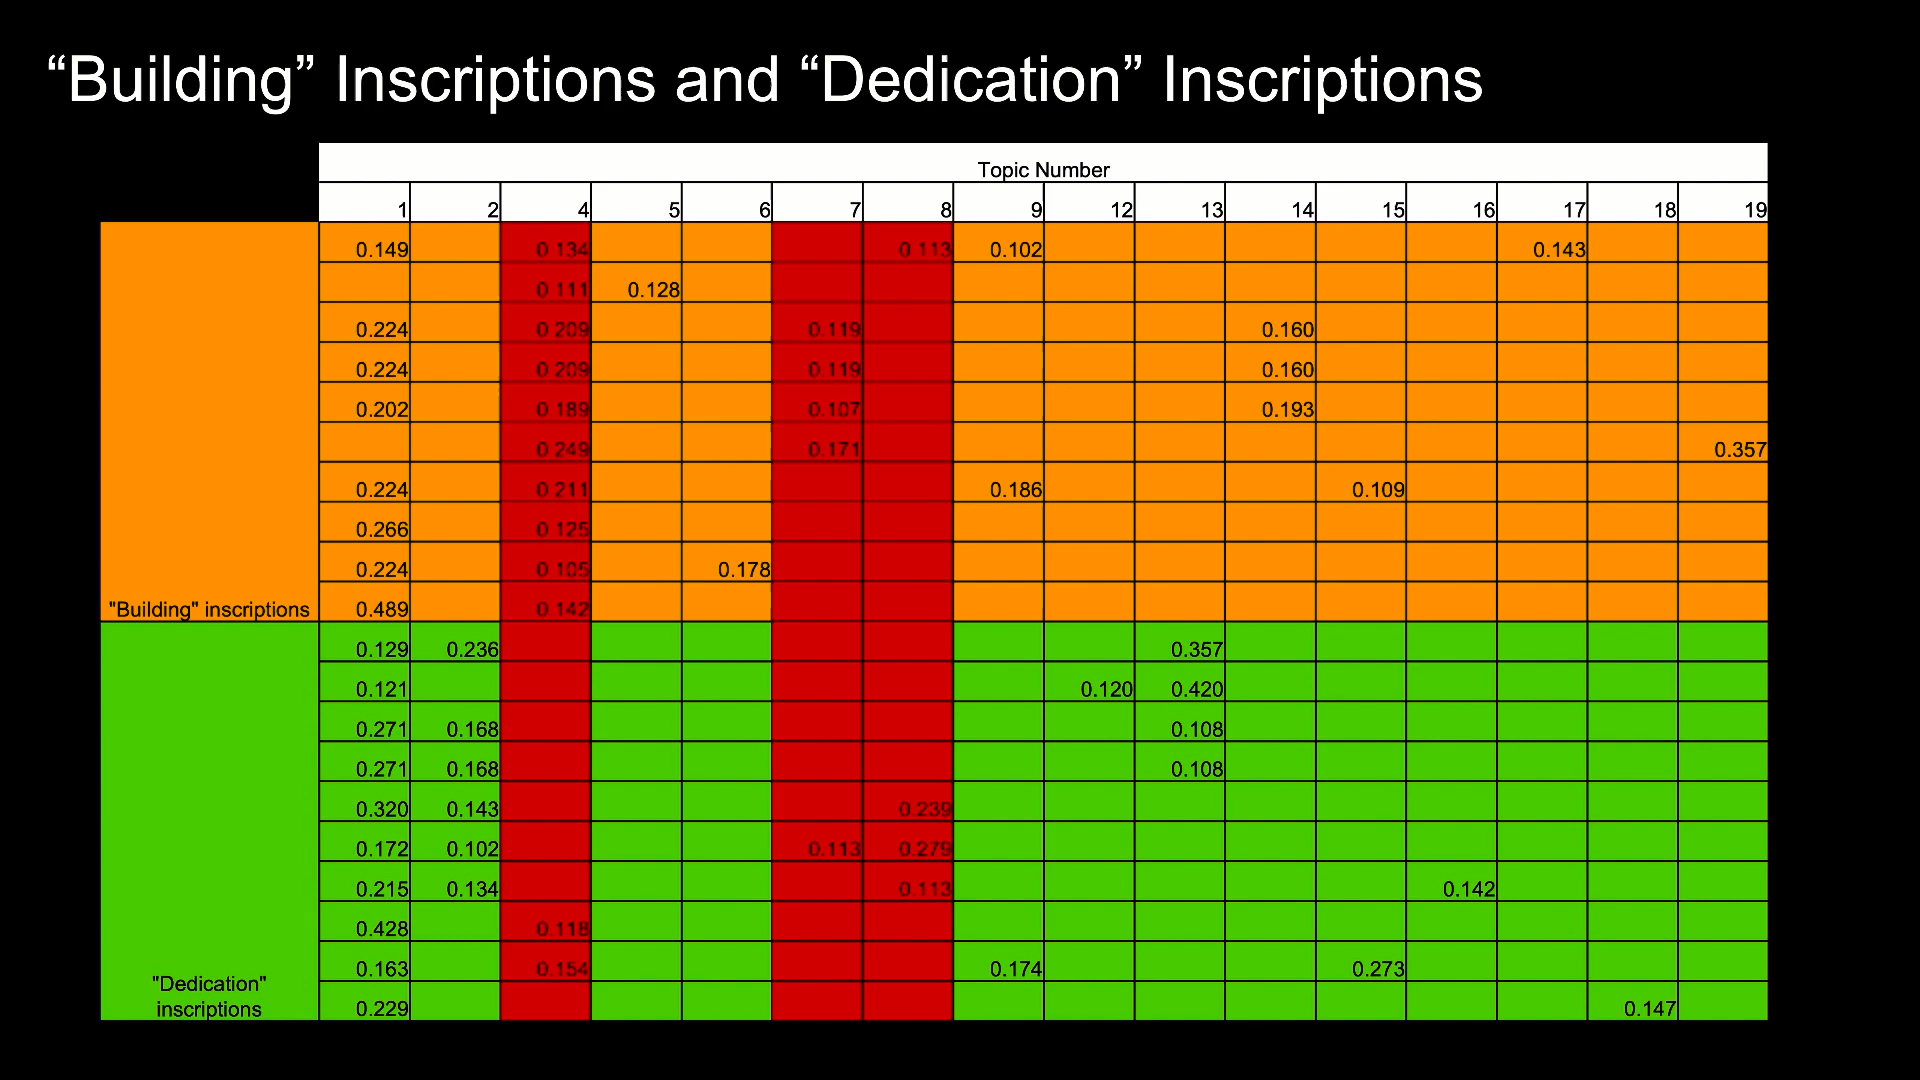 “Building” Inscriptions and “Dedication” Inscriptions
Topic Number
1 2 4 5 6 7 8 9 12 13 14 15 16 17 18 19
0.149 0.134 0.113 0.102 0.143
0.111 0.128
0.224 0.209 0.119 0.160
0.224 0.209 0.119 0.160
0.202 0.189 0.107 0.193
0.249 0.171 0.357
0.224 0.211 0.186 0.109
0.266 0.125
0.224 0.105 0.178
"Building" inscriptions 0.489 0.142
0.129 0.236 0.357
0.121 0.120 0.420
0.271 0.168 0.108
0.271 0.168 0.108
0.320 0.143 0.239
0.172 0.102 0.113 0.279
0.215 0.134 0.113 0.142
0.428 0.118
0.163 0.154 0.174 0.273
"Dedication"
inscriptions 0.229 0.147